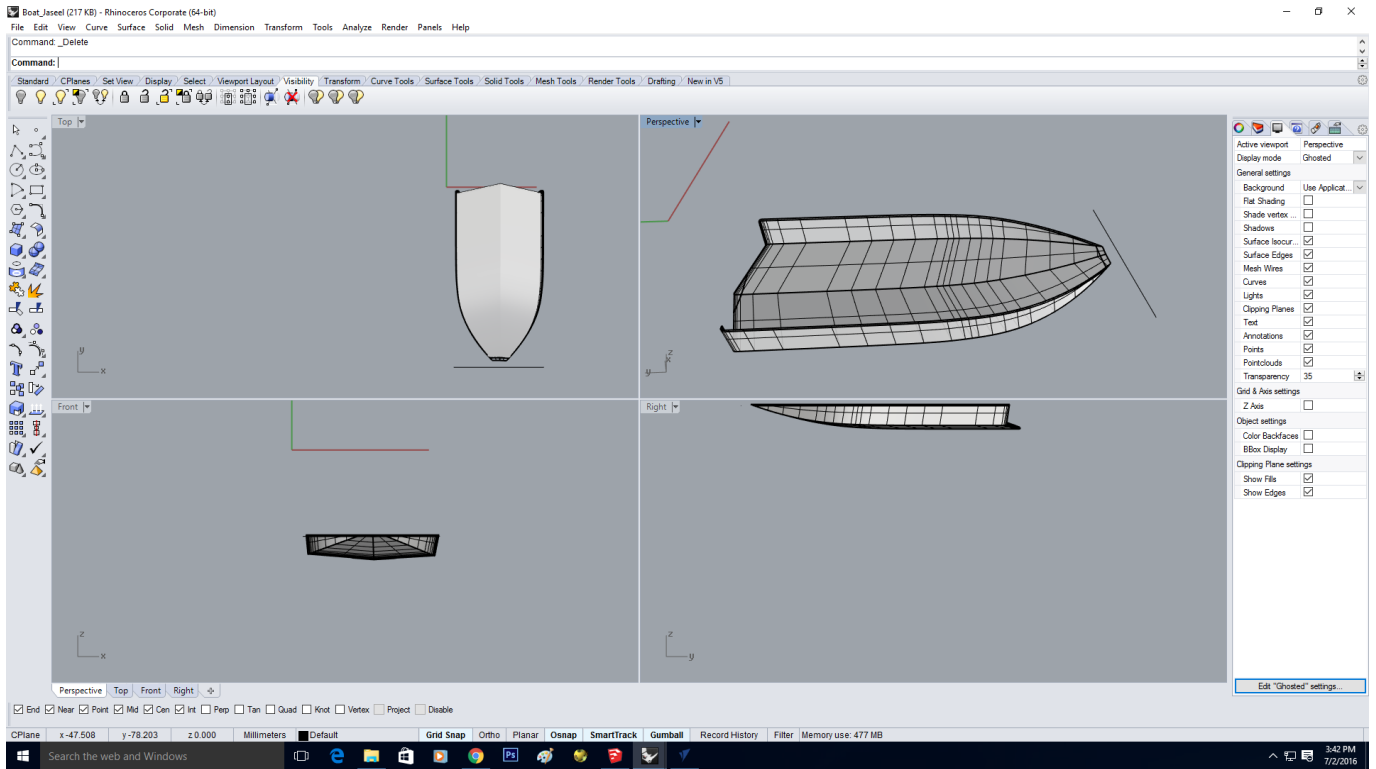 Boat_Jaseel (217 KB) - Rhinoceros Corporate (64-bit)
File Edit View Curve Surface Solid Mesh Dimension Transform Tools Analyze Render Panels Help
Command: _Delete
Command:
Standard CPlanes Set View Display Select Viewport Layout Visibility Transform Curve Tools Surface Tools Solid Tools Mesh Tools Render Tools Drafting New in V5
Top
y
x
Perspective
z
x
y
Front
z
x
Right
z
y
Active viewport Perspective
Display mode Ghosted
General settings
Background Use Applicat...
Flat Shading
Shade vertex ...
Shadows
Surface Isocur...
Surface Edges
Mesh Wires
Curves
Lights
Clipping Planes
Text
Annotations
Points
Pointclouds
Transparency 35
Grid & Axis settings
Z Axis
Object settings
Color Backfaces
BBox Display
Clipping Plane settings
Show Fills
Show Edges
Edit "Ghosted" settings...
Perspective Top Front Right
End Near Point Mid Cen Int Perp Tan Quad Knot Vertex Project Disable
CPlane x -47.508 y -78.203 z 0.000 Millimeters Default Grid Snap Ortho Planar Osnap SmartTrack Gumball Record History Filter Memory use: 477 MB
Search the web and Windows
Ps
3:42 PM
7/2/2016